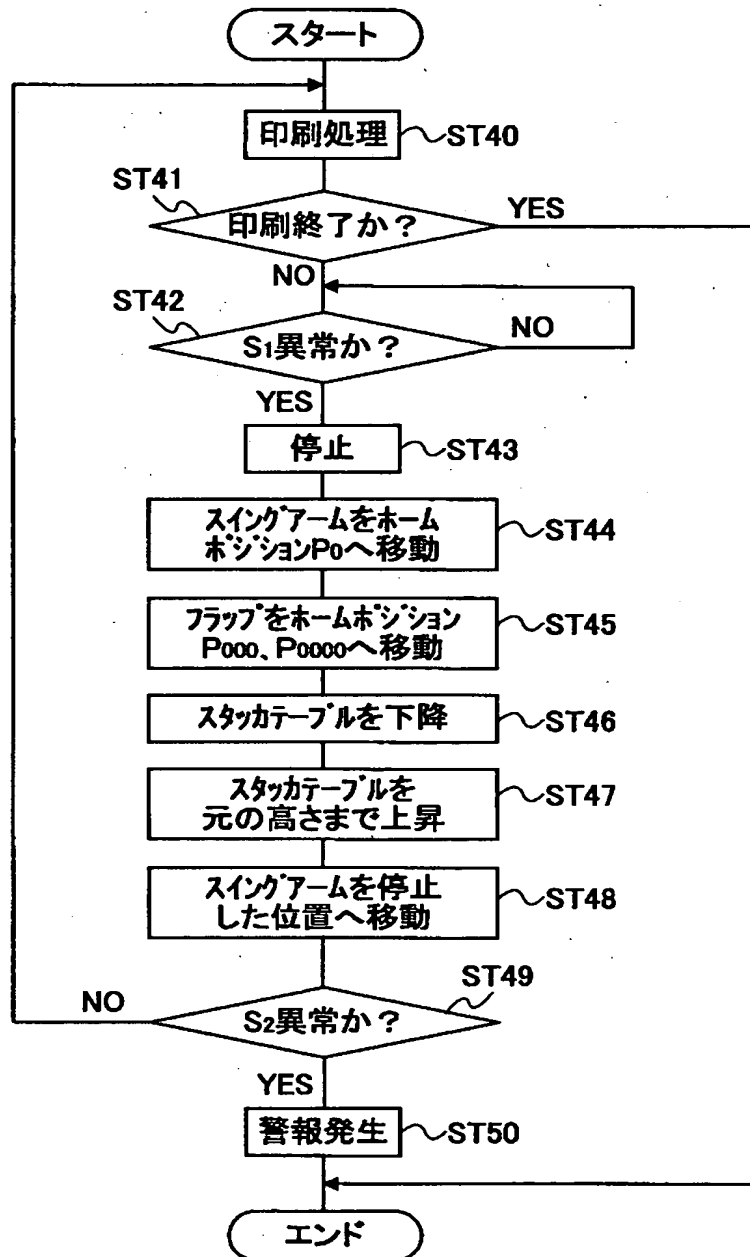 スタート
印刷処理 ST40
ST41
印刷終了か？ YES
NO
ST42
S1異常か？ NO
YES
停止 ST43
スイングアームをホーム
ポジションP0へ移動 ST44
フラップをホームポジション
P000、P0000へ移動 ST45
スタッカテーブルを下降 ST46
スタッカテーブルを
元の高さまで上昇 ST47
スイングアームを停止
した位置へ移動 ST48
ST49
NO S2異常か？
YES
警報発生 ST50
エンド